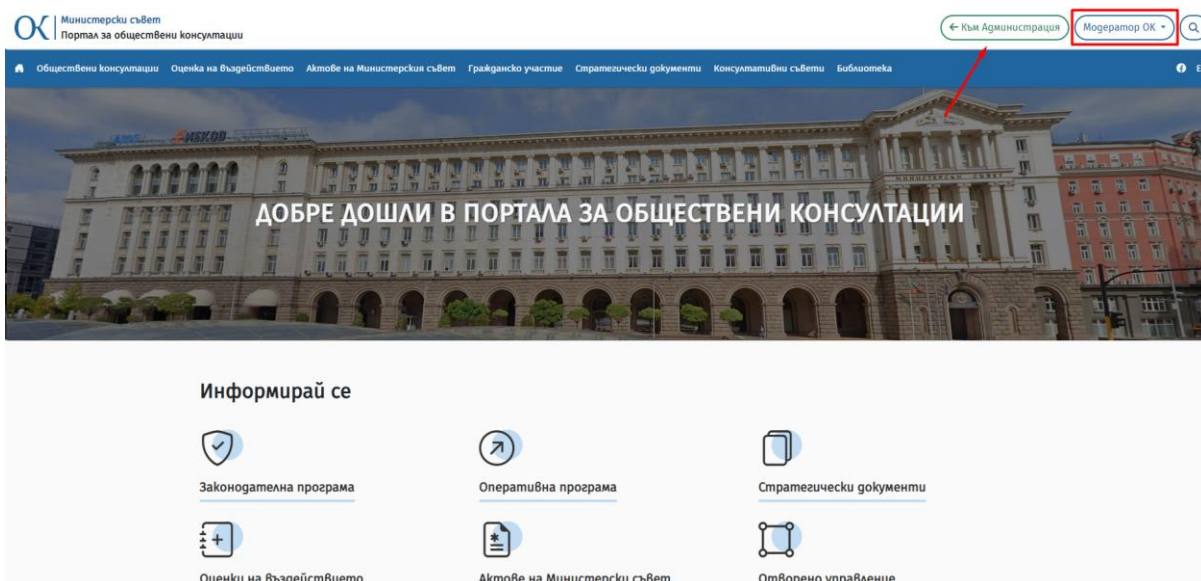 ОК
Министерски съвет
Портал за обществени консултации
Към Администрация
Модератор ОК
Обществени консултации Оценка на въздействието Актове на Министерския съвет Гражданско участие Стратегически документи Консултативни съвети Библиотека
МИНИСТЕРСКИ СЪВЕТ
ДОБРЕ ДОШЛИ В ПОРТАЛА ЗА ОБЩЕСТВЕНИ КОНСУЛТАЦИИ
Информирай се
Законодателна програма
Оперативна програма
Стратегически документи
Оценки на въздействието
Актове на Министерски съвет
Отворено управление